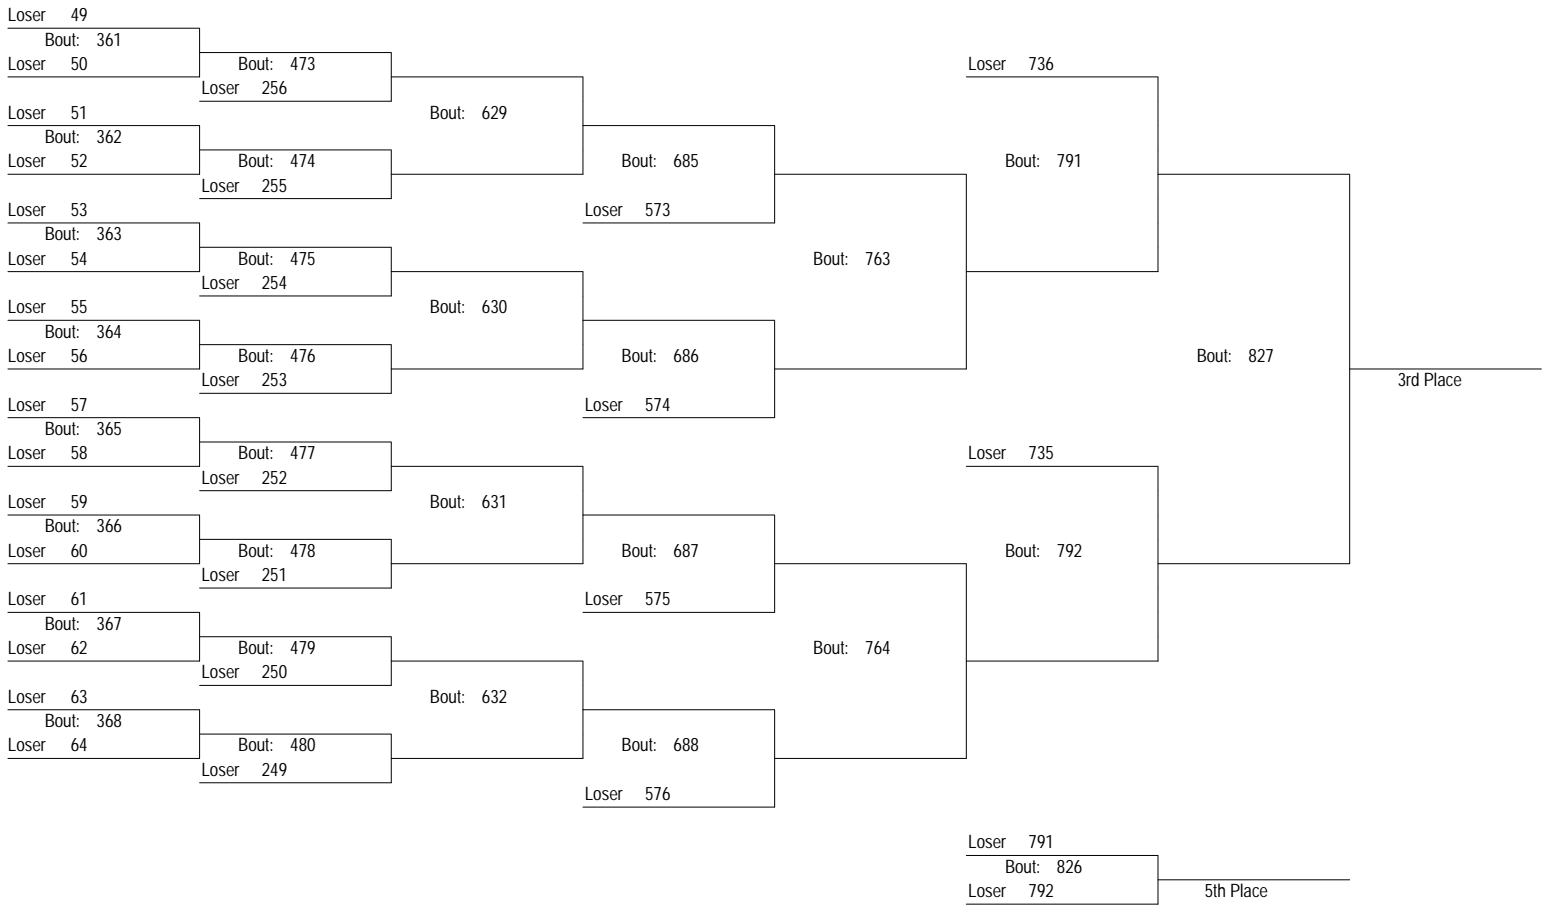 Loser 49
Bout: 361
Loser 50
Bout: 473
Loser 256
Loser 51
Bout: 362
Loser 52
Bout: 474
Loser 255
Bout: 629
Loser 53
Bout: 363
Loser 54
Bout: 475
Loser 254
Loser 55
Bout: 364
Loser 56
Bout: 476
Loser 253
Bout: 630
Loser 57
Bout: 365
Loser 58
Bout: 477
Loser 252
Loser 59
Bout: 366
Loser 60
Bout: 478
Loser 251
Bout: 631
Loser 61
Bout: 367
Loser 62
Bout: 479
Loser 250
Loser 63
Bout: 368
Loser 64
Bout: 480
Loser 249
Bout: 632
Bout: 685
Loser 573
Bout: 686
Loser 574
Bout: 687
Loser 575
Bout: 688
Loser 576
Bout: 763
Bout: 764
Loser 736
Bout: 791
Loser 735
Bout: 792
Bout: 827
3rd Place
Loser 791
Bout: 826
Loser 792
5th Place